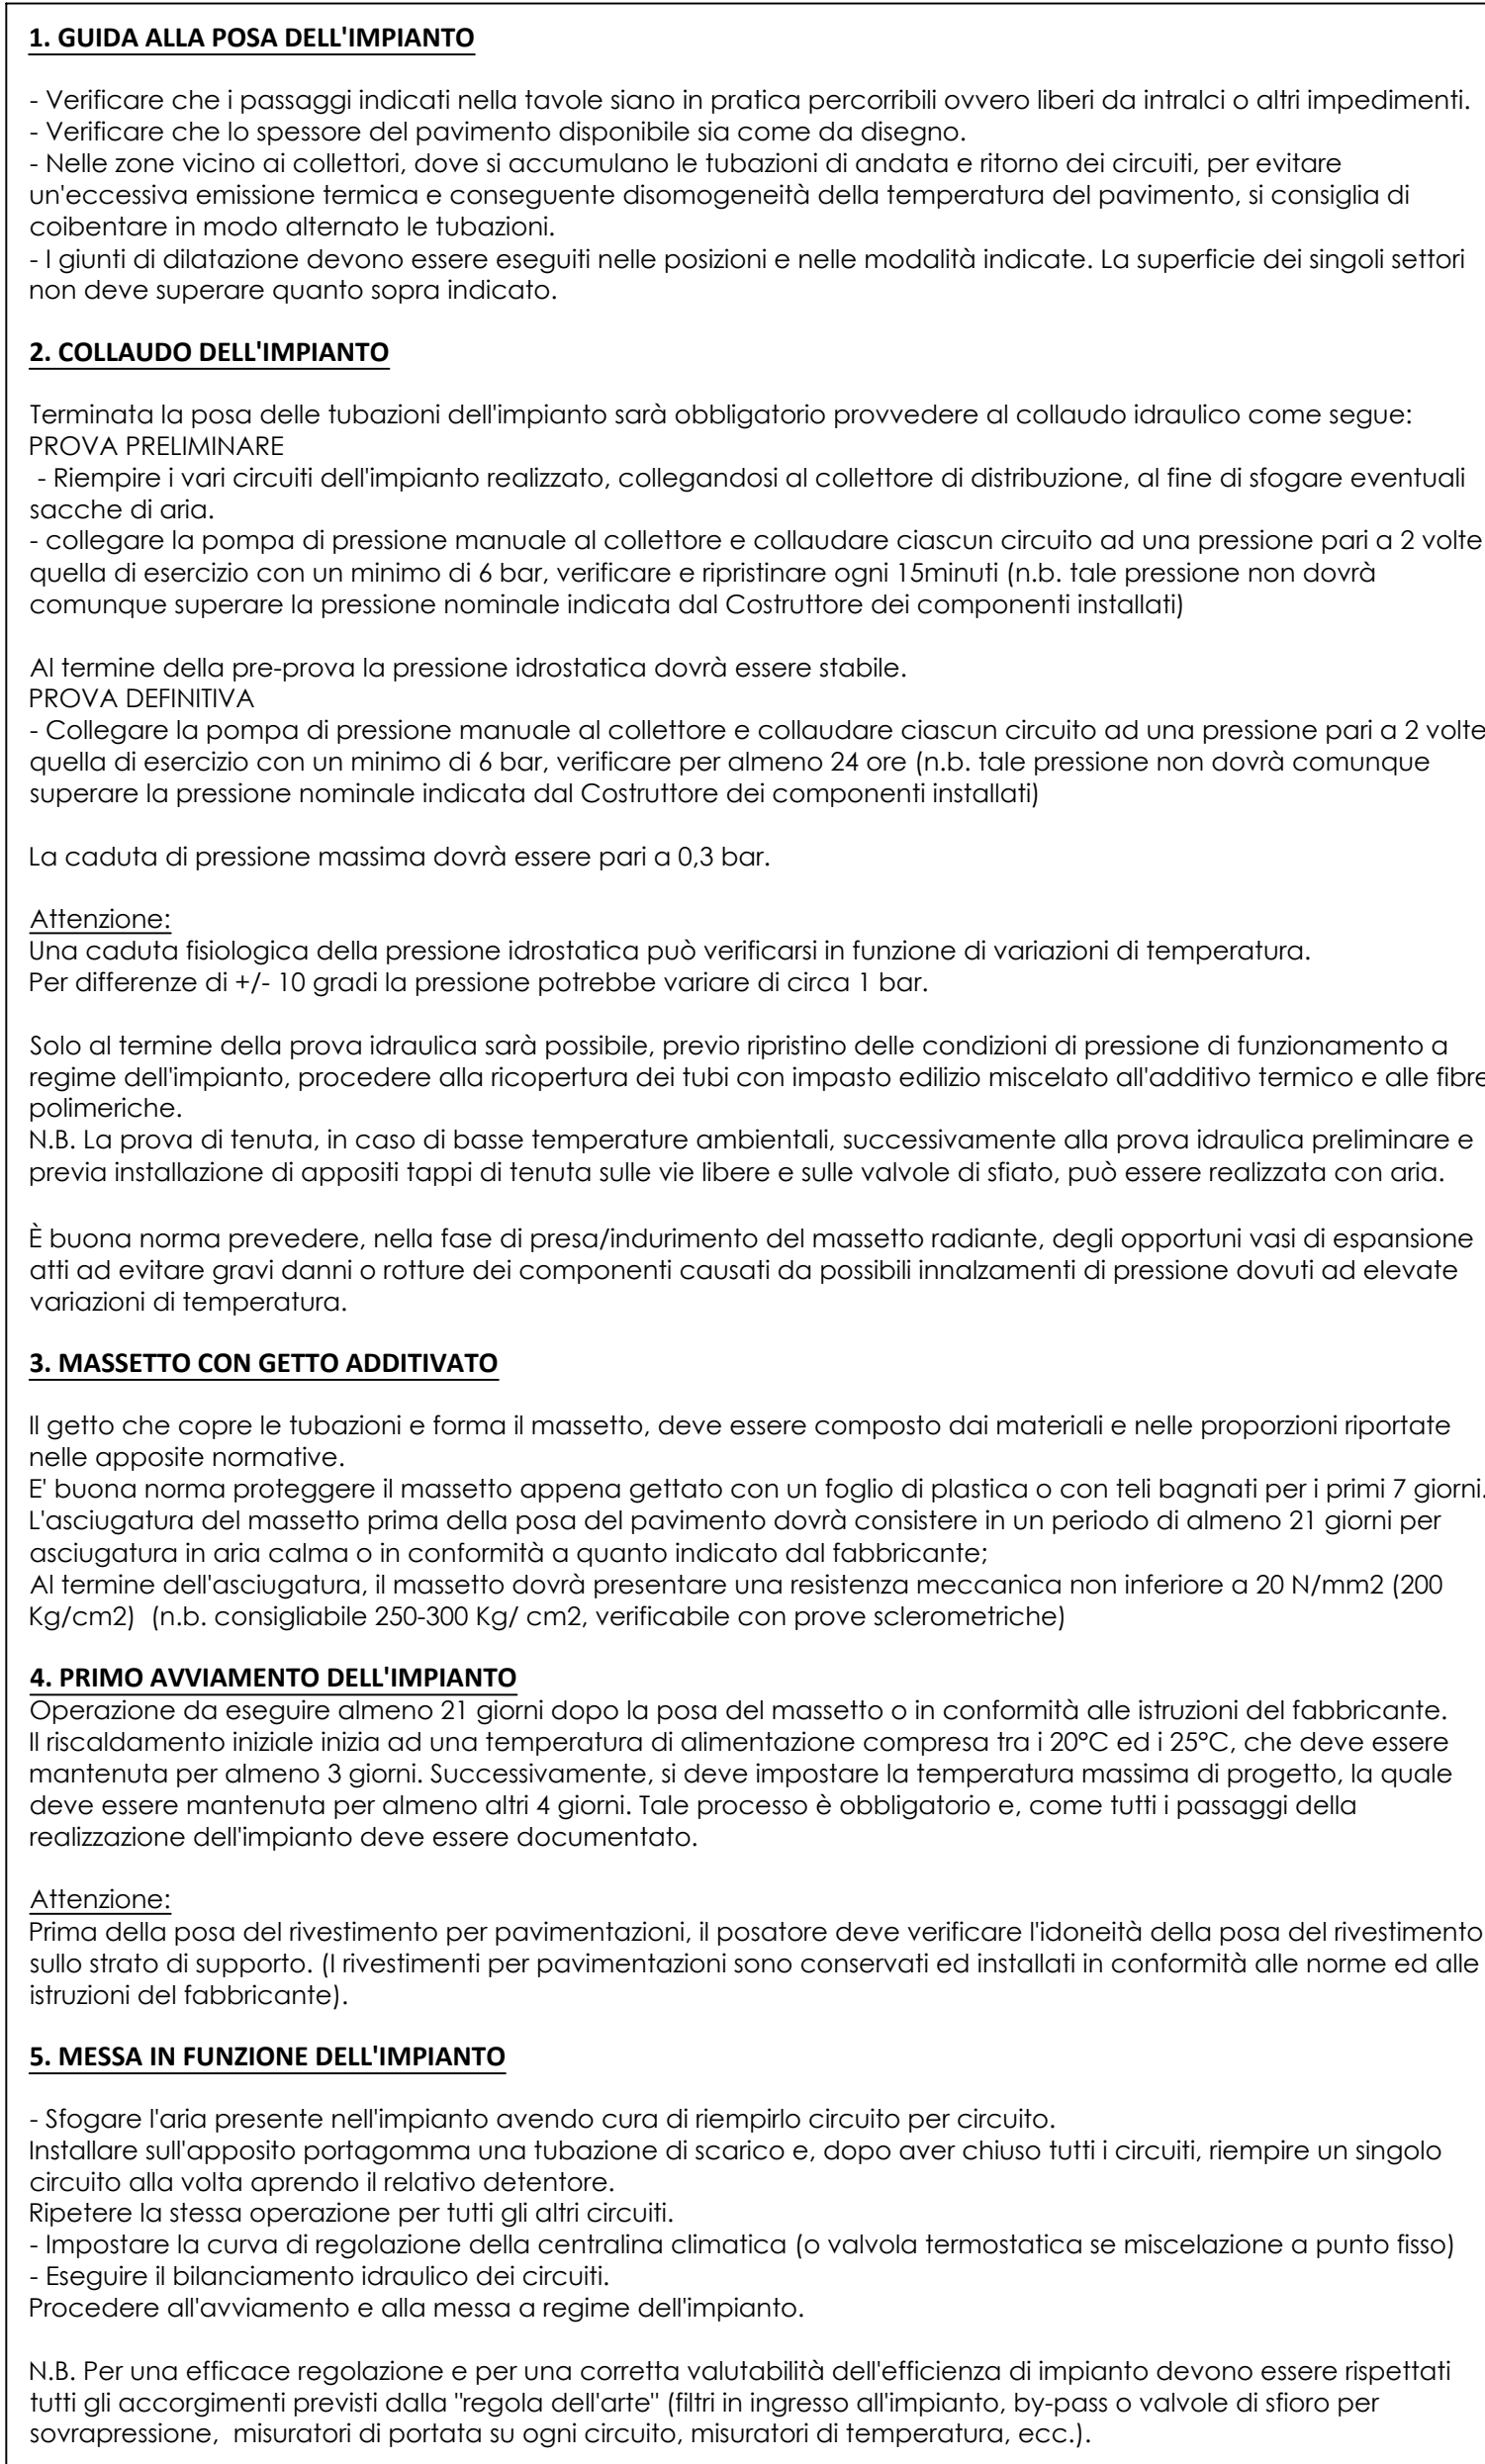 1. GUIDA ALLA POSA DELL'IMPIANTO
- Verificare che i passaggi indicati nella tavole siano in pratica percorribili ovvero liberi da intralci o altri impedimenti.
- Verificare che lo spessore del pavimento disponibile sia come da disegno.
- Nelle zone vicino ai collettori, dove si accumulano le tubazioni di andata e ritorno dei circuiti, per evitare
un'eccessiva emissione termica e conseguente disomogeneità della temperatura del pavimento, si consiglia di
coibentare in modo alternato le tubazioni.
- I giunti di dilatazione devono essere eseguiti nelle posizioni e nelle modalità indicate. La superficie dei singoli settori
non deve superare quanto sopra indicato.
2. COLLAUDO DELL'IMPIANTO
Terminata la posa delle tubazioni dell'impianto sarà obbligatorio provvedere al collaudo idraulico come segue:
PROVA PRELIMINARE
- Riempire i vari circuiti dell'impianto realizzato, collegandosi al collettore di distribuzione, al fine di sfogare eventuali
sacche di aria.
- collegare la pompa di pressione manuale al collettore e collaudare ciascun circuito ad una pressione pari a 2 volte
quella di esercizio con un minimo di 6 bar, verificare e ripristinare ogni 15minuti (n.b. tale pressione non dovrà
comunque superare la pressione nominale indicata dal Costruttore dei componenti installati)
Al termine della pre-prova la pressione idrostatica dovrà essere stabile.
PROVA DEFINITIVA
- Collegare la pompa di pressione manuale al collettore e collaudare ciascun circuito ad una pressione pari a 2 volte
quella di esercizio con un minimo di 6 bar, verificare per almeno 24 ore (n.b. tale pressione non dovrà comunque
superare la pressione nominale indicata dal Costruttore dei componenti installati)
La caduta di pressione massima dovrà essere pari a 0,3 bar.
Attenzione:
Una caduta fisiologica della pressione idrostatica può verificarsi in funzione di variazioni di temperatura.
Per differenze di +/- 10 gradi la pressione potrebbe variare di circa 1 bar.
Solo al termine della prova idraulica sarà possibile, previo ripristino delle condizioni di pressione di funzionamento a
regime dell'impianto, procedere alla ricopertura dei tubi con impasto edilizio miscelato all'additivo termico e alle fibre
polimeriche.
N.B. La prova di tenuta, in caso di basse temperature ambientali, successivamente alla prova idraulica preliminare e
previa installazione di appositi tappi di tenuta sulle vie libere e sulle valvole di sfiato, può essere realizzata con aria.
È buona norma prevedere, nella fase di presa/indurimento del massetto radiante, degli opportuni vasi di espansione
atti ad evitare gravi danni o rotture dei componenti causati da possibili innalzamenti di pressione dovuti ad elevate
variazioni di temperatura.
3. MASSETTO CON GETTO ADDITIVATO
Il getto che copre le tubazioni e forma il massetto, deve essere composto dai materiali e nelle proporzioni riportate
nelle apposite normative.
E' buona norma proteggere il massetto appena gettato con un foglio di plastica o con teli bagnati per i primi 7 giorni.
L'asciugatura del massetto prima della posa del pavimento dovrà consistere in un periodo di almeno 21 giorni per
asciugatura in aria calma o in conformità a quanto indicato dal fabbricante;
Al termine dell'asciugatura, il massetto dovrà presentare una resistenza meccanica non inferiore a 20 N/mm2 (200
Kg/cm2)  (n.b. consigliabile 250-300 Kg/ cm2, verificabile con prove sclerometriche)
4. PRIMO AVVIAMENTO DELL'IMPIANTO
Operazione da eseguire almeno 21 giorni dopo la posa del massetto o in conformità alle istruzioni del fabbricante.
Il riscaldamento iniziale inizia ad una temperatura di alimentazione compresa tra i 20°C ed i 25°C, che deve essere
mantenuta per almeno 3 giorni. Successivamente, si deve impostare la temperatura massima di progetto, la quale
deve essere mantenuta per almeno altri 4 giorni. Tale processo è obbligatorio e, come tutti i passaggi della
realizzazione dell'impianto deve essere documentato.
Attenzione:
Prima della posa del rivestimento per pavimentazioni, il posatore deve verificare l'idoneità della posa del rivestimento
sullo strato di supporto. (I rivestimenti per pavimentazioni sono conservati ed installati in conformità alle norme ed alle
istruzioni del fabbricante).
5. MESSA IN FUNZIONE DELL'IMPIANTO
- Sfogare l'aria presente nell'impianto avendo cura di riempirlo circuito per circuito.
Installare sull'apposito portagomma una tubazione di scarico e, dopo aver chiuso tutti i circuiti, riempire un singolo
circuito alla volta aprendo il relativo detentore.
Ripetere la stessa operazione per tutti gli altri circuiti.
- Impostare la curva di regolazione della centralina climatica (o valvola termostatica se miscelazione a punto fisso)
- Eseguire il bilanciamento idraulico dei circuiti.
Procedere all'avviamento e alla messa a regime dell'impianto.
N.B. Per una efficace regolazione e per una corretta valutabilità dell'efficienza di impianto devono essere rispettati
tutti gli accorgimenti previsti dalla "regola dell'arte" (filtri in ingresso all'impianto, by-pass o valvole di sfioro per
sovrapressione,  misuratori di portata su ogni circuito, misuratori di temperatura, ecc.).